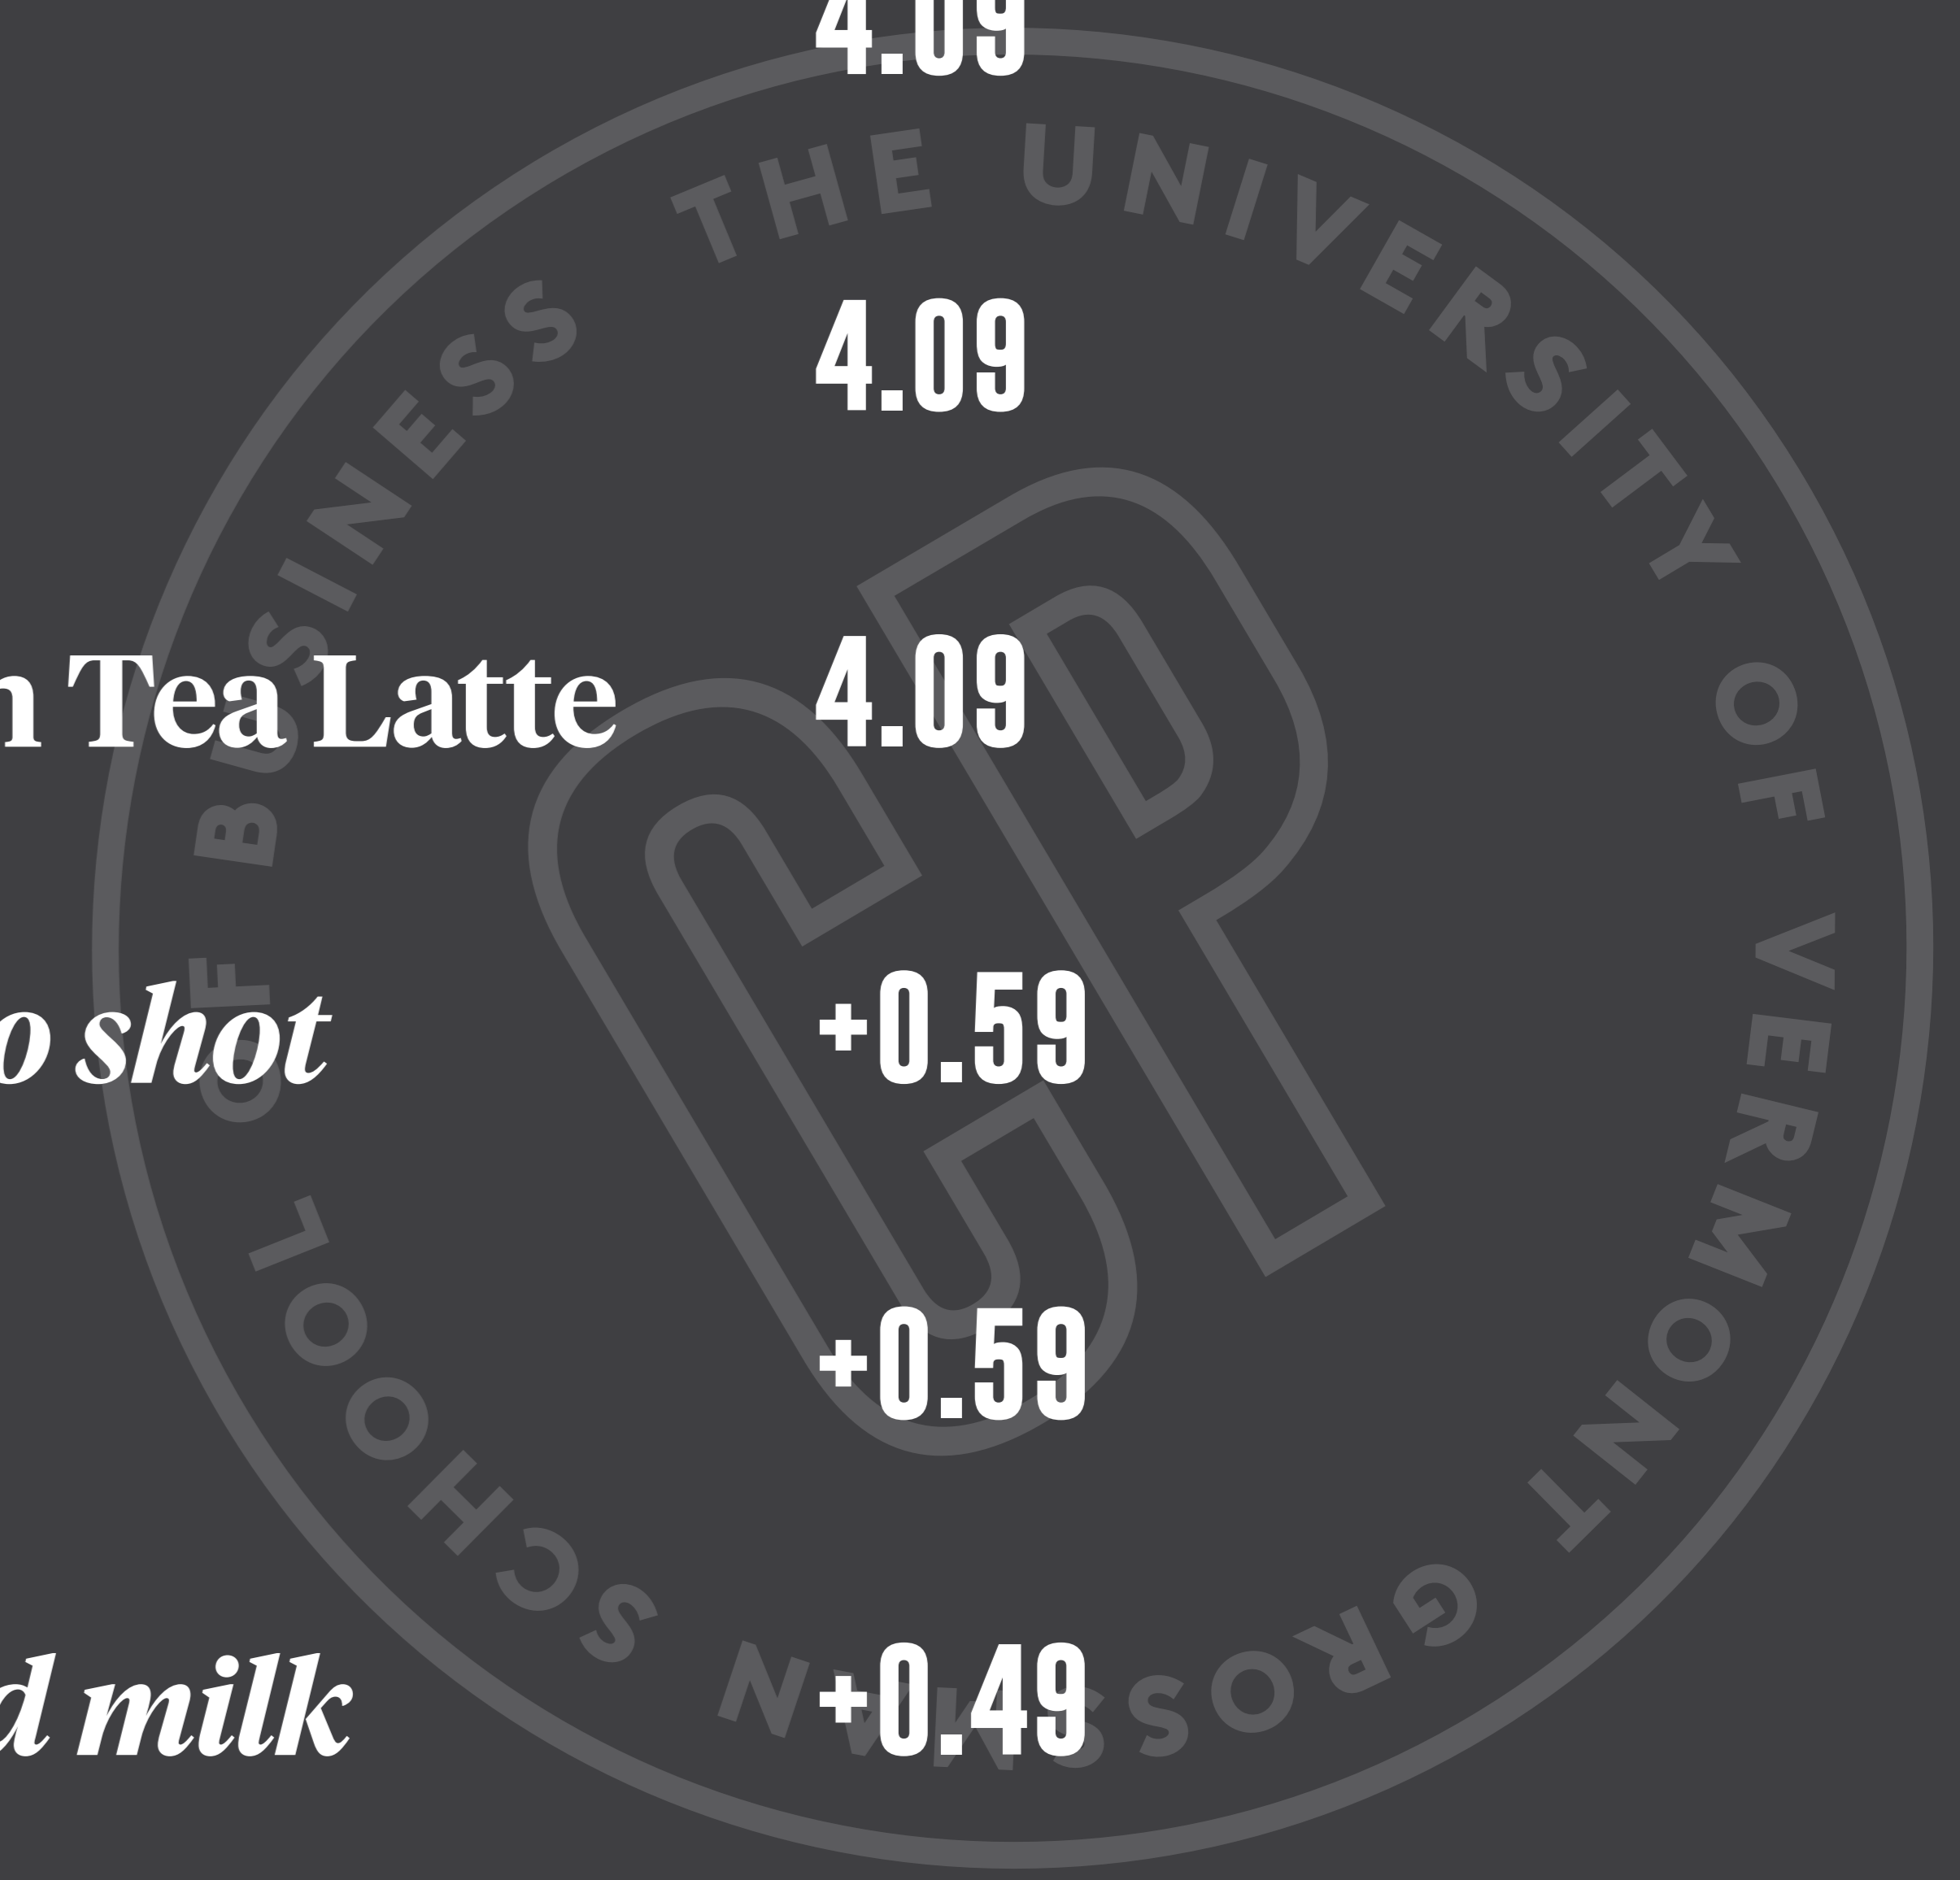 4.09
4.09
Tea Latte 4.09
shot +0.59
+0.59
milk +0.49
THE UNIVERSITY OF VERMONT
GROSSMAN SCHOOL OF BUSINESS
CR